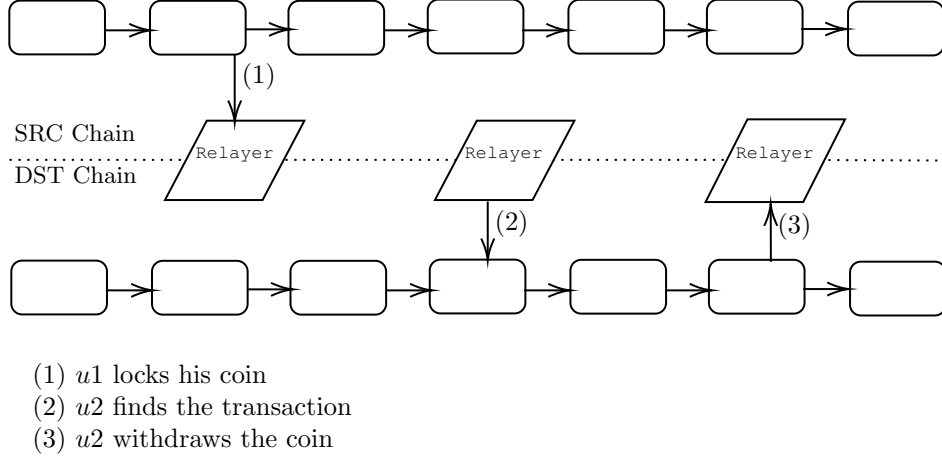 (1)
SRC Chain
Relayer
Relayer
Relayer
DST Chain
(2)
(3)
(1) u1 locks his coin
(2) u2 finds the transaction
(3) u2 withdraws the coin